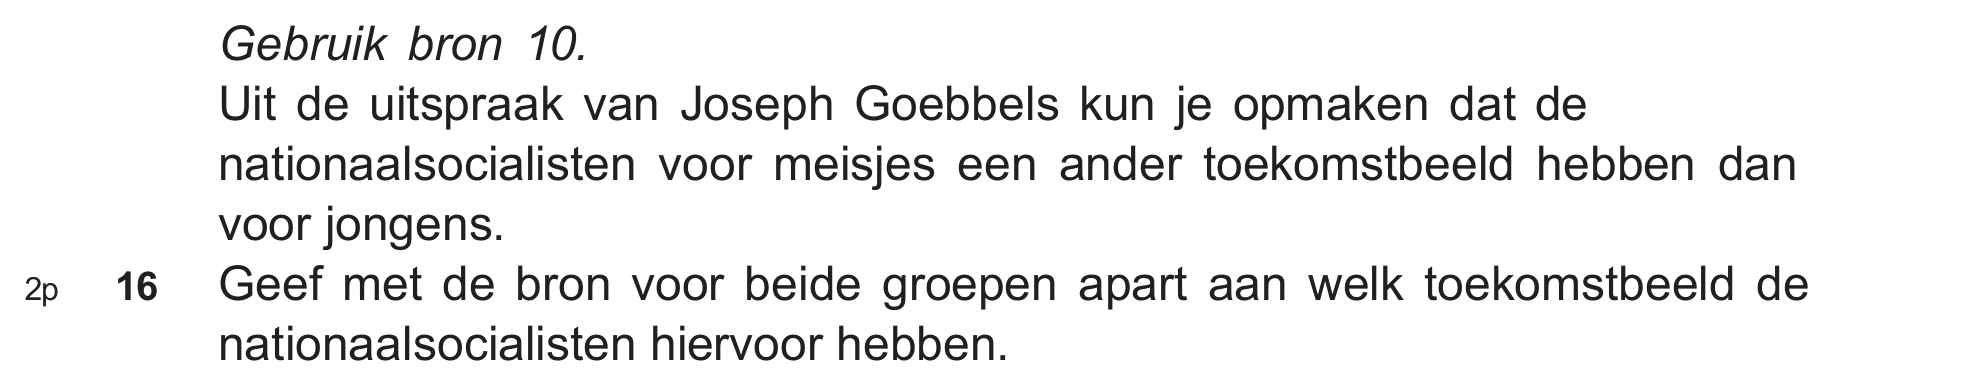 Gebruik bron 10.
Uit de uitspraak van Joseph Goebbels kun je opmaken dat de
nationaalsocialisten voor meisjes een ander toekomstbeeld hebben dan
voor jongens.
2p 16 Geef met de bron voor beide groepen apart aan welk toekomstbeeld de
nationaalsocialisten hiervoor hebben.